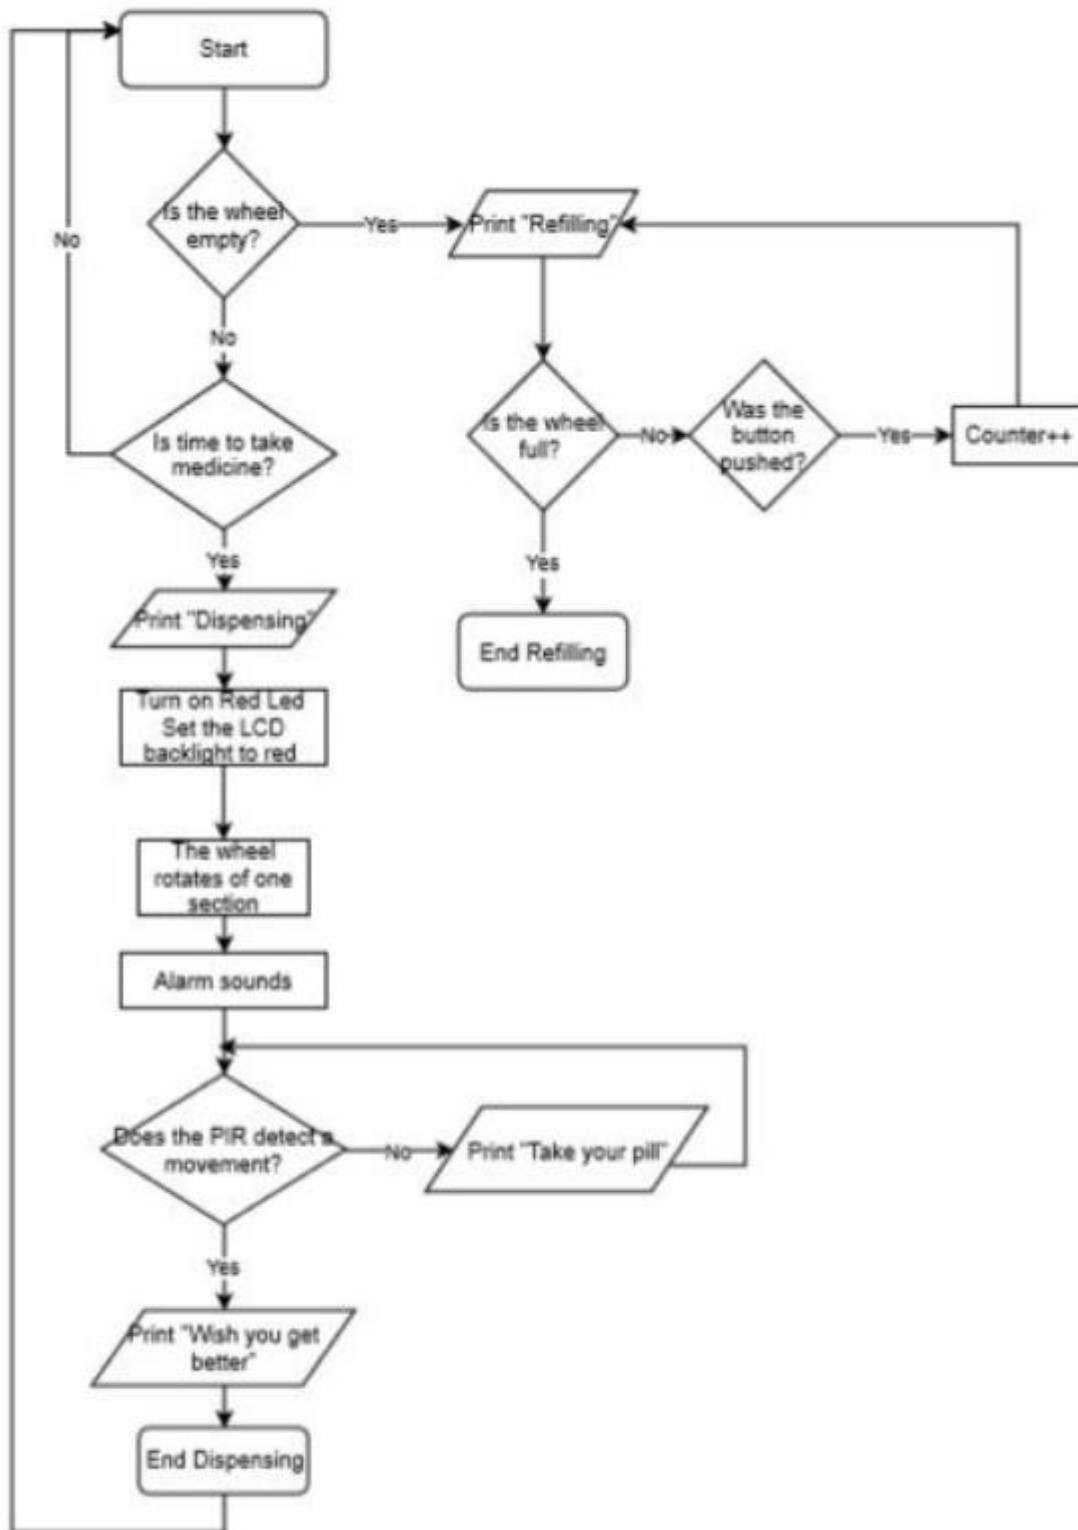 Start
Is the wheel
empty?
Yes
Print "Refilling"
No
No
Is time to take
medicine?
Is the wheel
full?
No
Was the
button
pushed?
Yes
Counter++
Yes
Yes
Print "Dispensing"
End Refilling
Turn on Red Led
Set the LCD
backlight to red
The wheel
rotates of one
section
Alarm sounds
Does the PIR detect a
movement?
No
Print "Take your pill"
Yes
Print "Wish you get
better"
End Dispensing